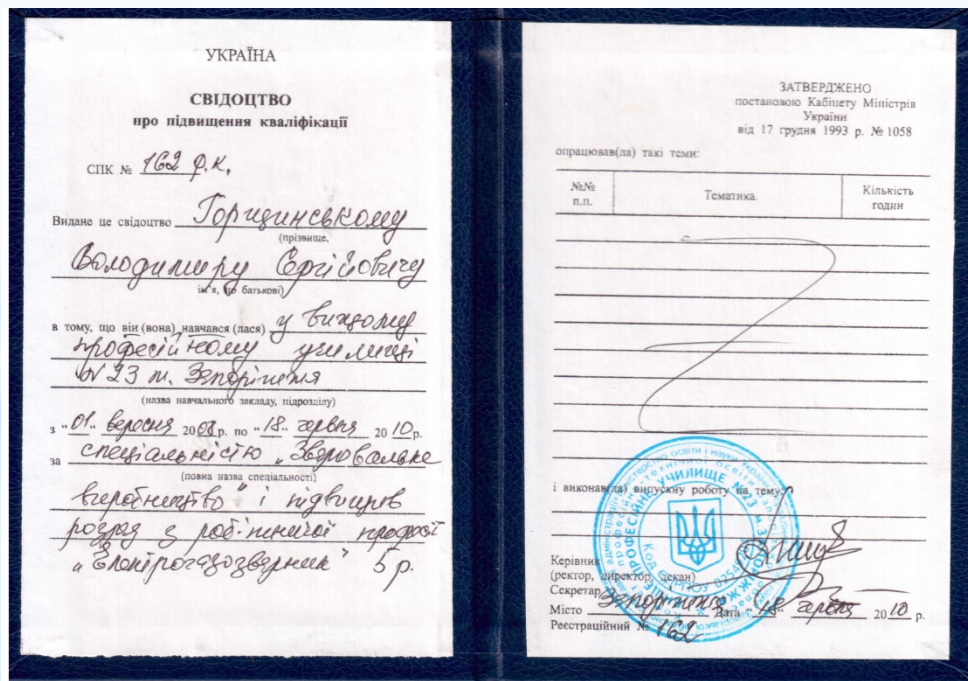 УКРАЇНА
СВІДОЦТВО
про підвищення кваліфікації
СПК № 162 ф.к.
Видане це свідоцтво Горщинському
(прізвище,
Володимиру Сергійовичу
ім'я, по батькові)
в тому, що він (вона) навчався (лася) у вищому
професійному училищі
№ 23 м. Запоріжжя
(назва навчального закладу, підрозділу)
з "01" вересня 2008 р. по "18" червня 2010 р.
за спеціальністю „Зварювальне
(повна назва спеціальності)
виробництво" і підвищив
розряд з робітничої професії
„Електрогазозварник" 5 р.
ЗАТВЕРДЖЕНО
постановою Кабінету Міністрів
України
від 17 грудня 1993 р. № 1058
опрацював(ла) такі теми:
№№ п.п. Тематика. Кількість годин
і виконав(ла) випускну роботу на тему:
Керівник
(ректор, директор, декан)
Секретар
Місто Запоріжжя Дата "18" червня 2010 р.
Реєстраційний № 162